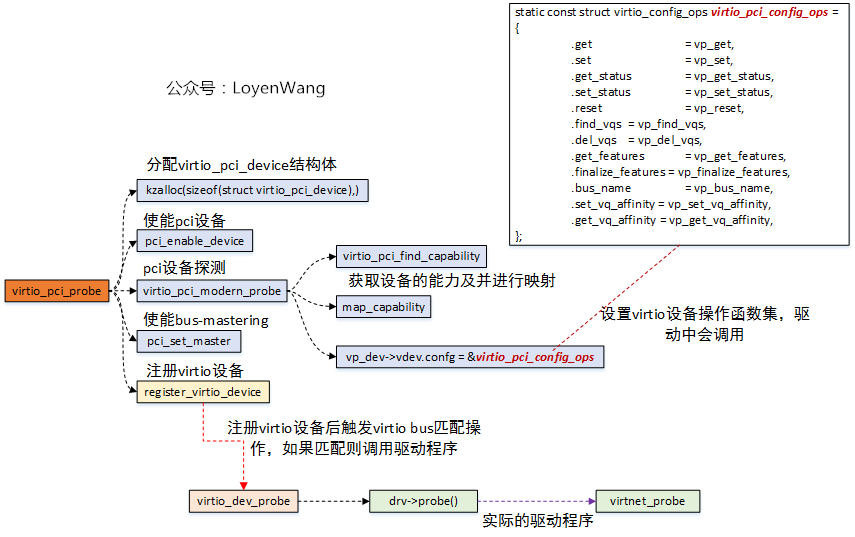 static const struct virtio_config_ops virtio_pci_config_ops =
{
.get = vp_get,
.set = vp_set,
.get_status = vp_get_status,
.set_status = vp_set_status,
.reset = vp_reset,
.find_vqs = vp_find_vqs,
.del_vqs = vp_del_vqs,
.get_features = vp_get_features,
.finalize_features = vp_finalize_features,
.bus_name = vp_bus_name,
.set_vq_affinity = vp_set_vq_affinity,
.get_vq_affinity = vp_get_vq_affinity,
};
公众号：LoyenWang
分配virtio_pci_device结构体
kzalloc(sizeof(struct virtio_pci_device),)
使能pci设备
pci_enable_device
pci设备探测
virtio_pci_probe
virtio_pci_modern_probe
使能bus-mastering
pci_set_master
注册virtio设备
register_virtio_device
virtio_pci_find_capability
获取设备的能力及并进行映射
map_capability
vp_dev->vdev.confg = &virtio_pci_config_ops
设置virtio设备操作函数集，驱
动中会调用
注册virtio设备后触发virtio bus匹配操
作，如果匹配则调用驱动程序
virtio_dev_probe
drv->probe()
virtnet_probe
实际的驱动程序